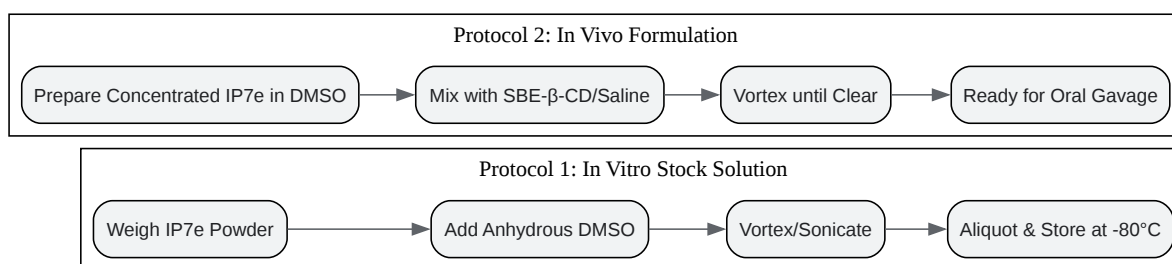 Protocol 2: In Vivo Formulation
Prepare Concentrated IP7e in DMSO
Mix with SBE-β-CD/Saline
Vortex until Clear
Ready for Oral Gavage
Protocol 1: In Vitro Stock Solution
Weigh IP7e Powder
Add Anhydrous DMSO
Vortex/Sonicate
Aliquot & Store at -80°C